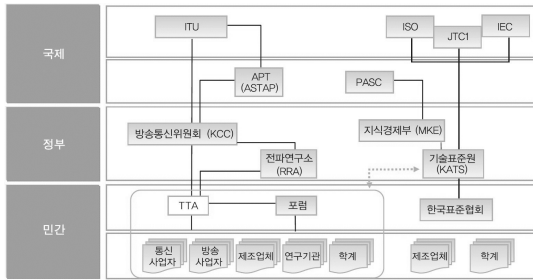 국제
ITU
ISO
JTC1
IEC
APT
(ASTAP)
PASC
정부
방송통신위원회 (KCC)
지식경제부 (MKE)
전파연구소
(RRA)
기술표준원
(KATS)
민간
TTA
포럼
한국표준협회
통신
사업자
방송
사업자
제조업체
연구기관
학계
제조업체
학계